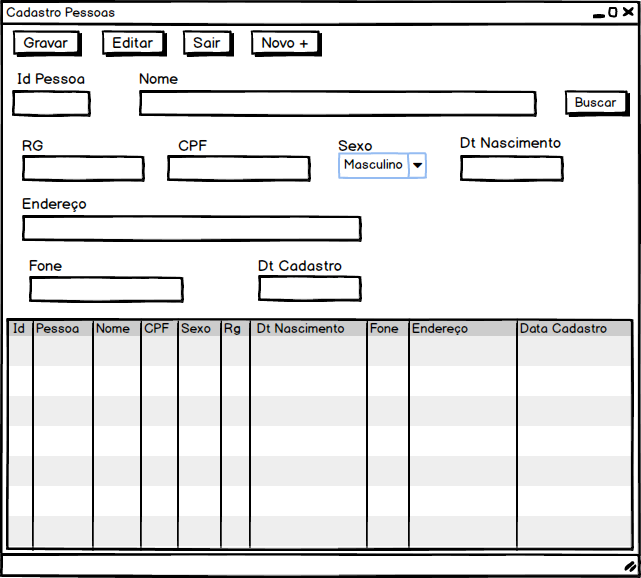 Cadastro Pessoas
Gravar Editar Sair Novo +
Id Pessoa Nome
Buscar
RG CPF Sexo Dt Nascimento
Masculino
Endereço
Fone Dt Cadastro
Id Pessoa Nome CPF Sexo Rg Dt Nascimento Fone Endereço Data Cadastro